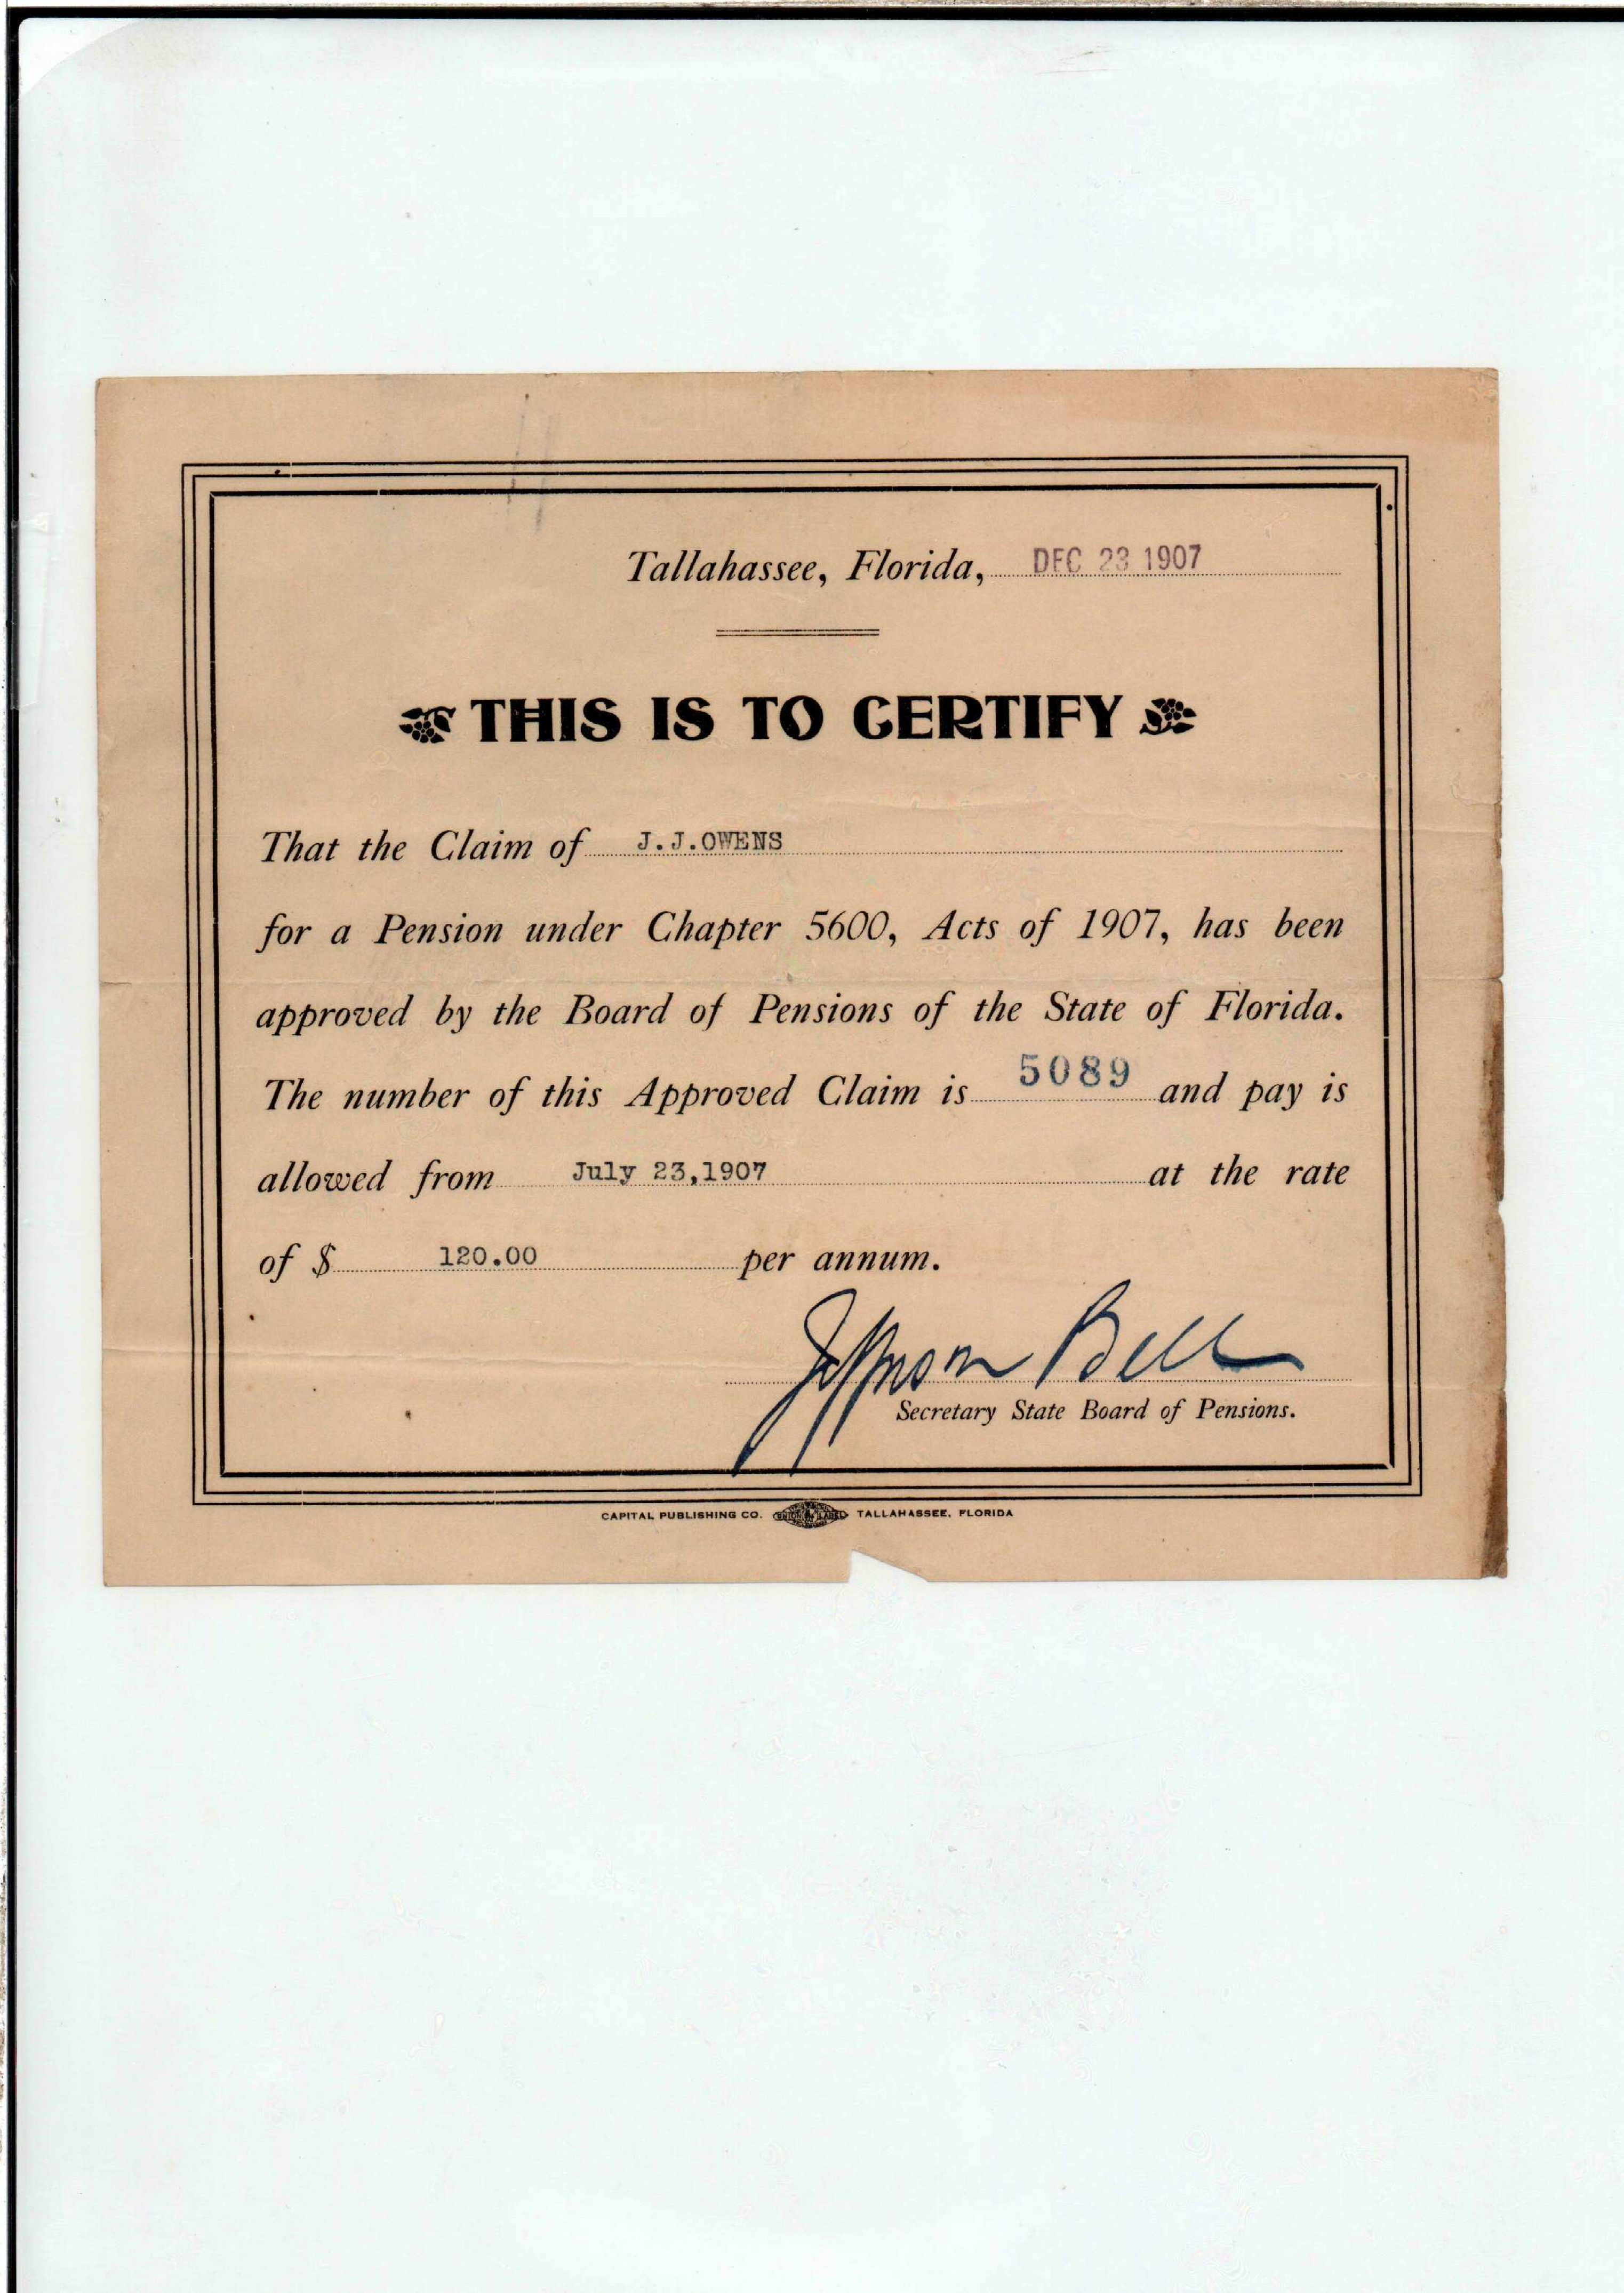 Tallahassee, Florida, DEC 23 1907
THIS IS TO CERTIFY
That the Claim of J.J.OWENS
for a Pension under Chapter 5600, Acts of 1907, has been
approved by the Board of Pensions of the State of Florida.
The number of this Approved Claim is 5089 and pay is
allowed from July 23,1907 at the rate
of $ 120.00 per annum.
Jefferson Bell
Secretary State Board of Pensions.
CAPITAL PUBLISHING CO. UNION LABEL TALLAHASSEE, FLORIDA